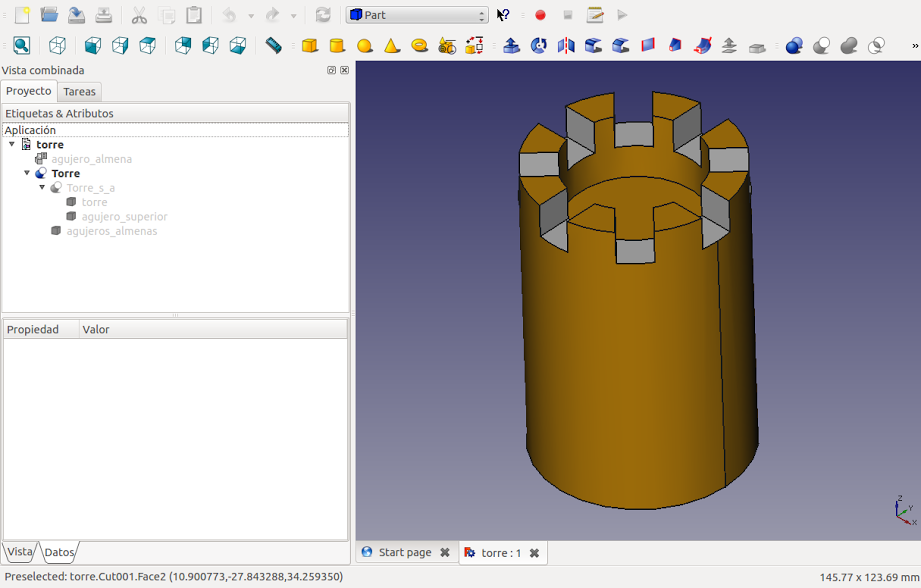 Part
?
»
Vista combinada
Proyecto
Tareas
Etiquetas & Atributos
Aplicación
torre
agujero_almena
Torre
Torre_s_a
torre
agujero_superior
agujeros_almenas
Propiedad
Valor
Z
Y
X
Vista
Datos
Start page
torre : 1
Preselected: torre.Cut001.Face2 (10.900773,-27.843288,34.259350)
145.77 x 123.69 mm